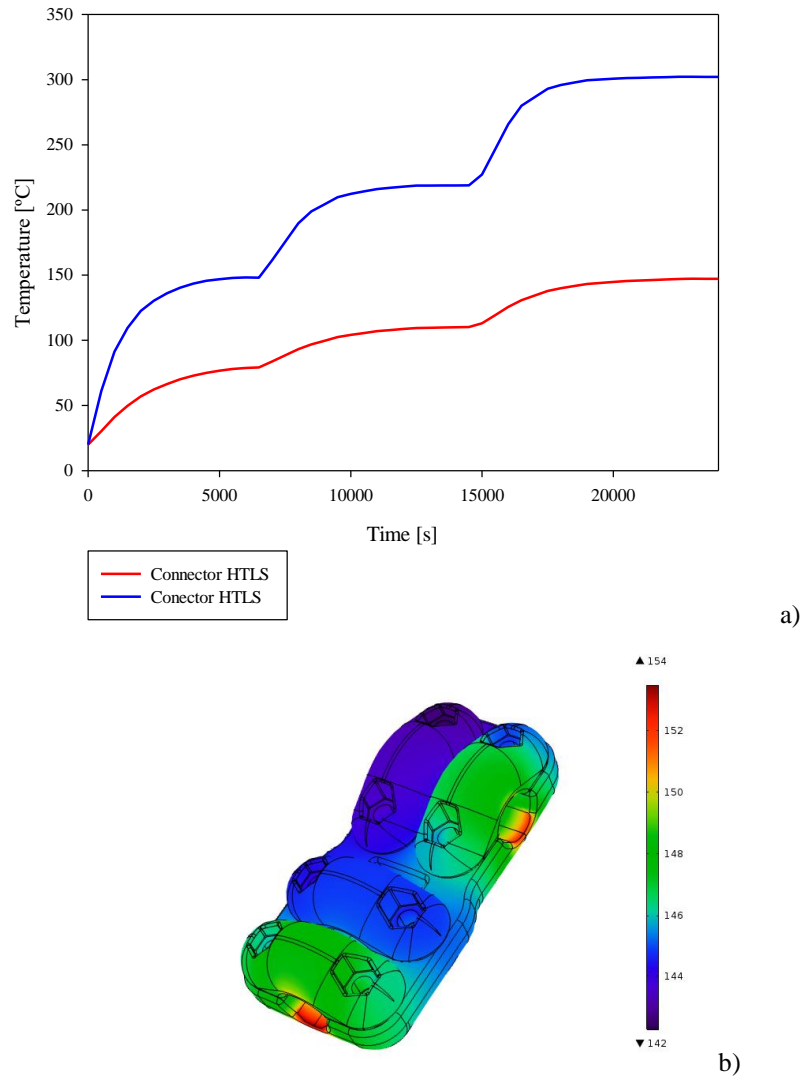 350
300
250
200
150
100
50
0
Temperature [ºC]
0 5000 10000 15000 20000
Time [s]
Connector HTLS
Conector HTLS
a)
▲ 154
152
150
148
146
144
▼ 142
b)